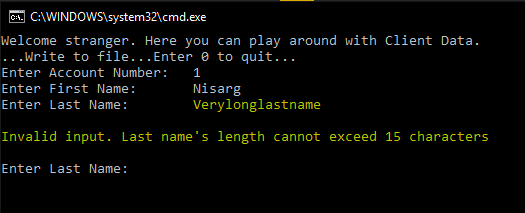 C:\WINDOWS\system32\cmd.exe
Welcome stranger. Here you can play around with Client Data.
...Write to file...Enter 0 to quit...
Enter Account Number:   1
Enter First Name:       Nisarg
Enter Last Name:        Verylonglastname
Invalid input. Last name's length cannot exceed 15 characters
Enter Last Name: